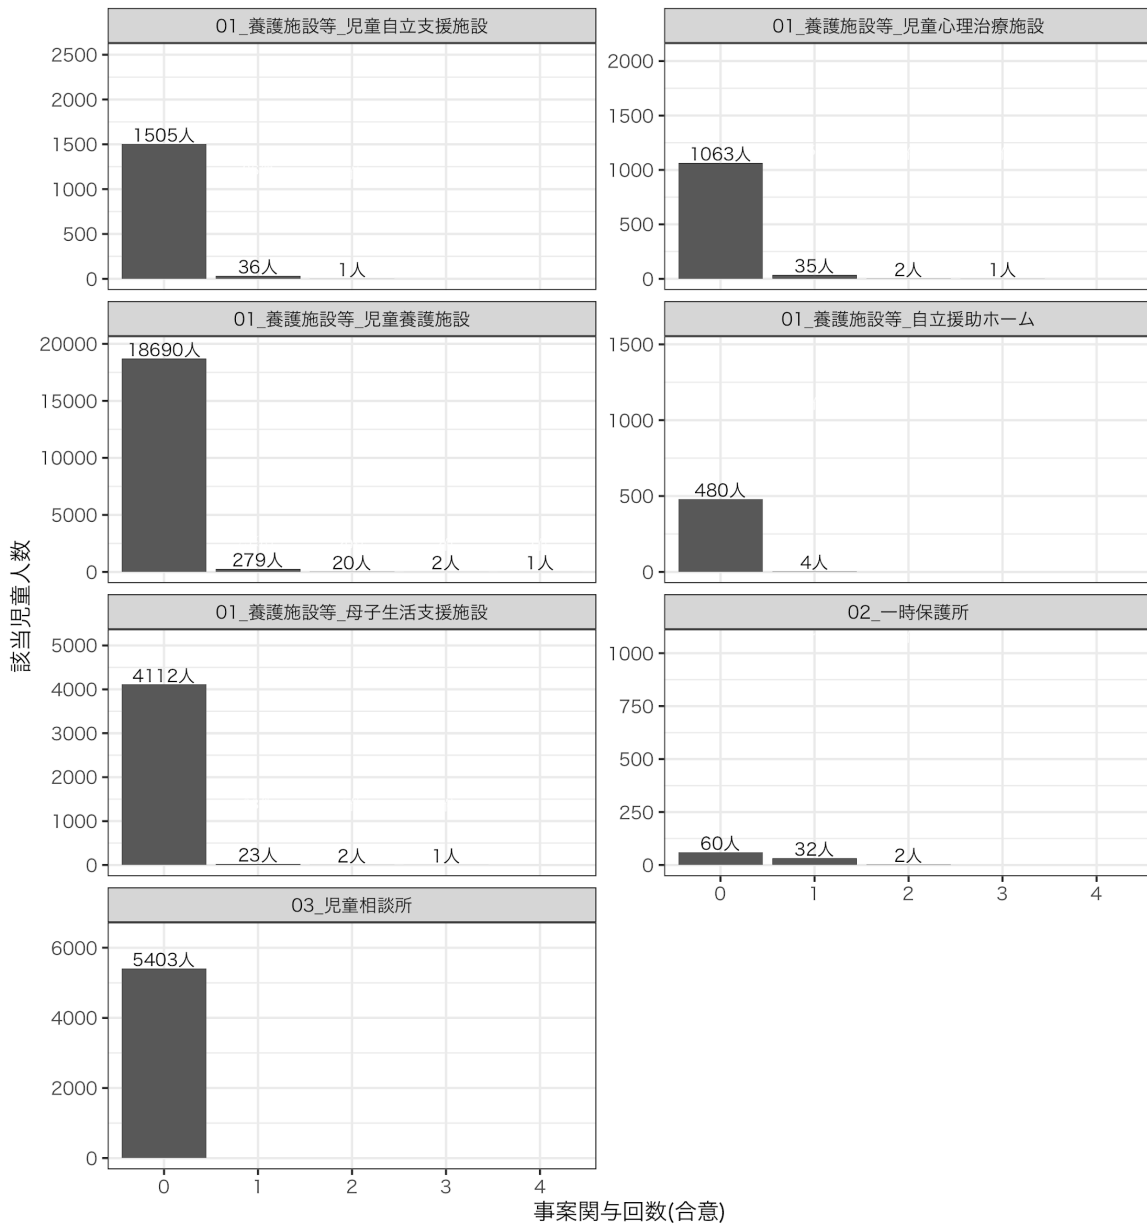 01_養護施設等_児童自立支援施設
2500
2000
1500
1000
500
0
1505人
36人
1人
01_養護施設等_児童心理治療施設
2000
1500
1000
500
0
1063人
35人
2人
1人
01_養護施設等_児童養護施設
20000
15000
10000
5000
0
18690人
279人
20人
2人
1人
01_養護施設等_自立援助ホーム
1500
1000
500
0
480人
4人
01_養護施設等_母子生活支援施設
5000
4000
3000
2000
1000
0
4112人
23人
2人
1人
02_一時保護所
1000
750
500
250
0
60人
32人
2人
0 1 2 3 4
03_児童相談所
6000
4000
2000
0
5403人
0 1 2 3 4
該当児童人数
事案関与回数(合意)